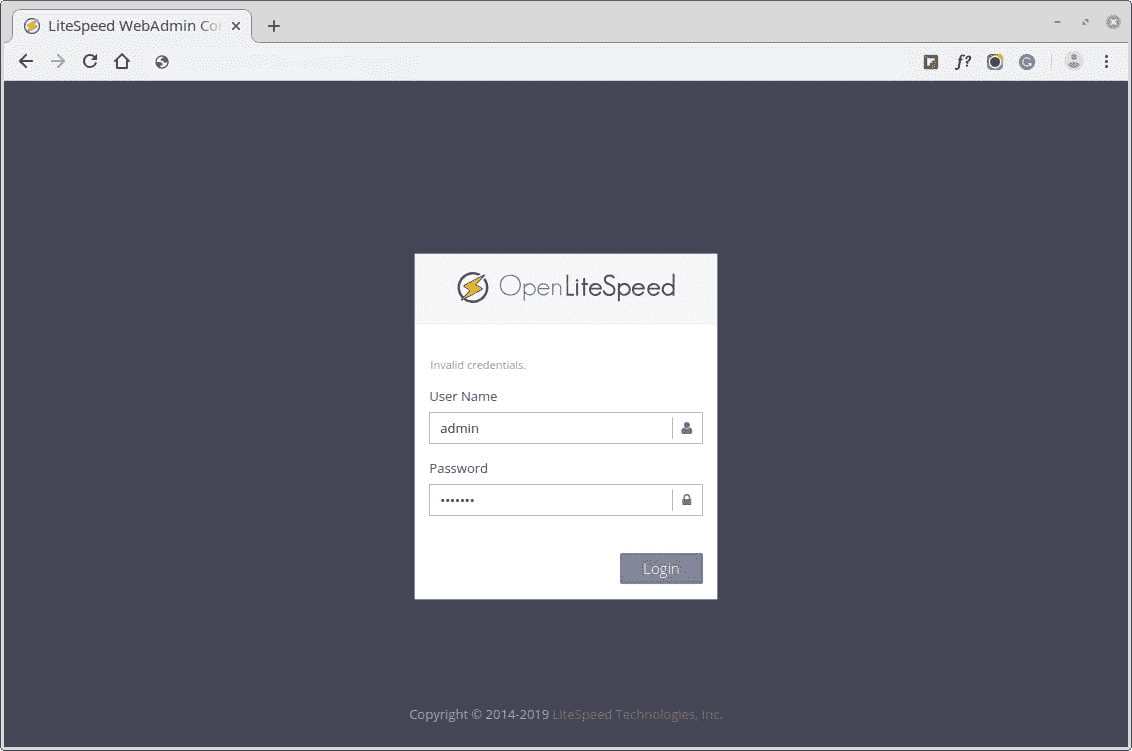 LiteSpeed WebAdmin Co
f?
OpenLiteSpeed
Invalid credentials.
User Name
admin
Password
•••••••
Login
Copyright © 2014-2019 LiteSpeed Technologies, Inc.